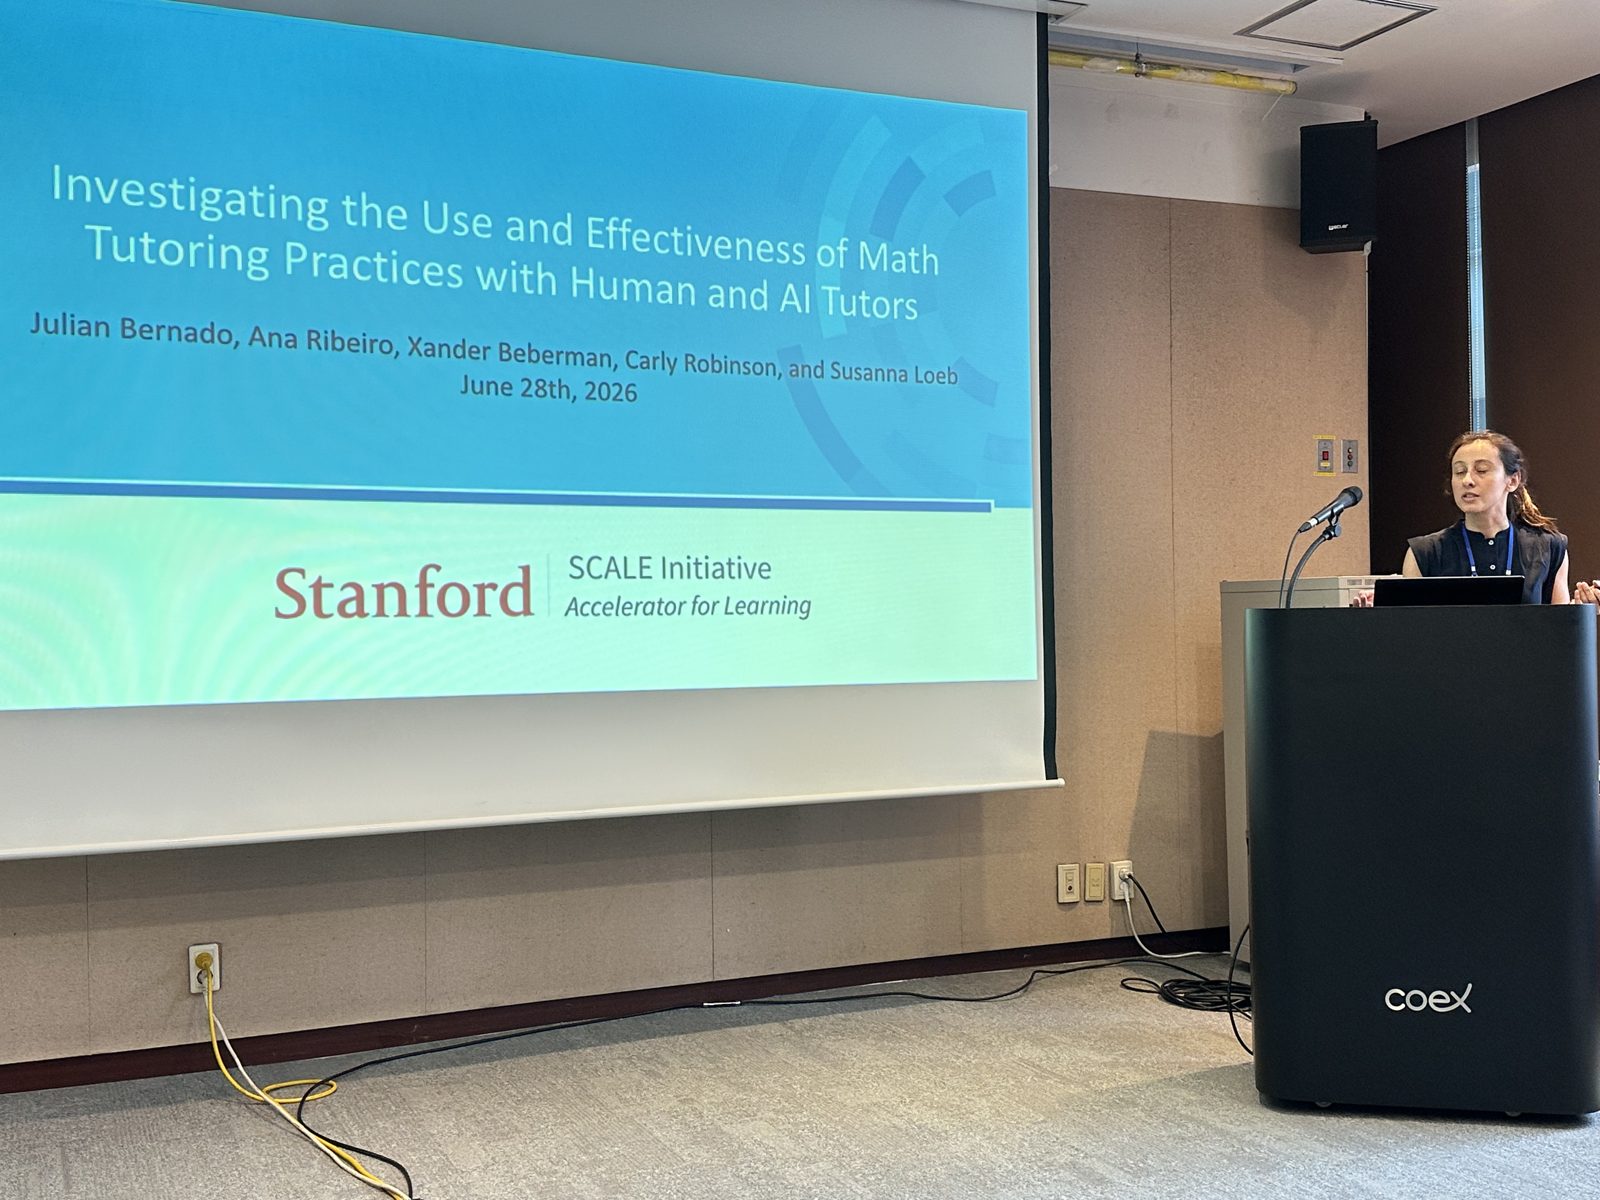 Investigating the Use and Effectiveness of Math
Tutoring Practices with Human and AI Tutors
Julian Bernado, Ana Ribeiro, Xander Beberman, Carly Robinson, and Susanna Loeb
June 28th, 2026
Stanford
SCALE Initiative
Accelerator for Learning
coex